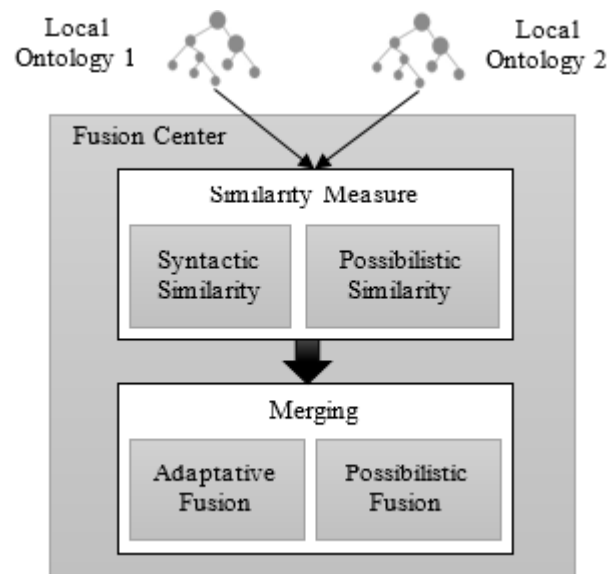 Local
Ontology 1
Local
Ontology 2
Fusion Center
Similarity Measure
Syntactic
Similarity
Possibilistic
Similarity
Merging
Adaptative
Fusion
Possibilistic
Fusion